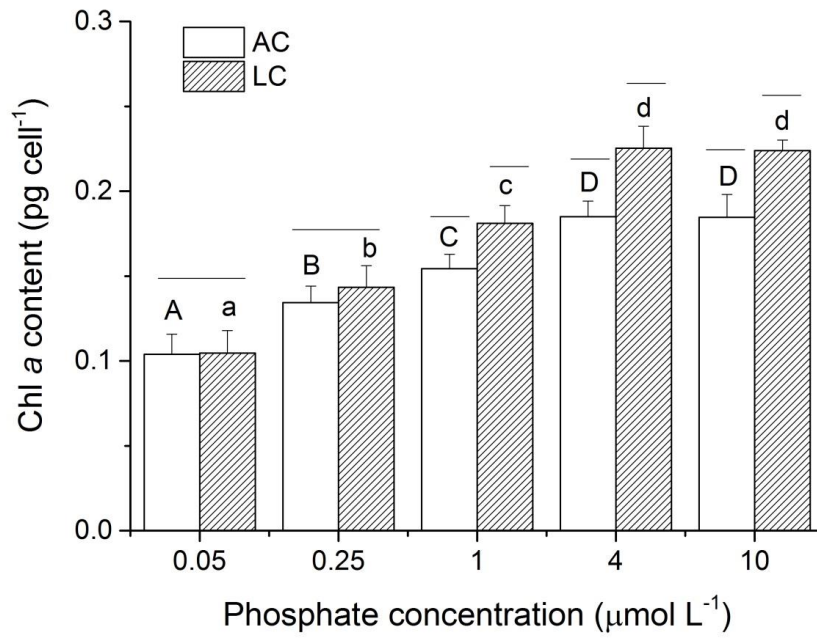 0.3
AC
LC
0.2
0.1
0.0
Chl a content (pg cell-1)
A a B b C c D d D d
0.05 0.25 1 4 10
Phosphate concentration (μmol L-1)